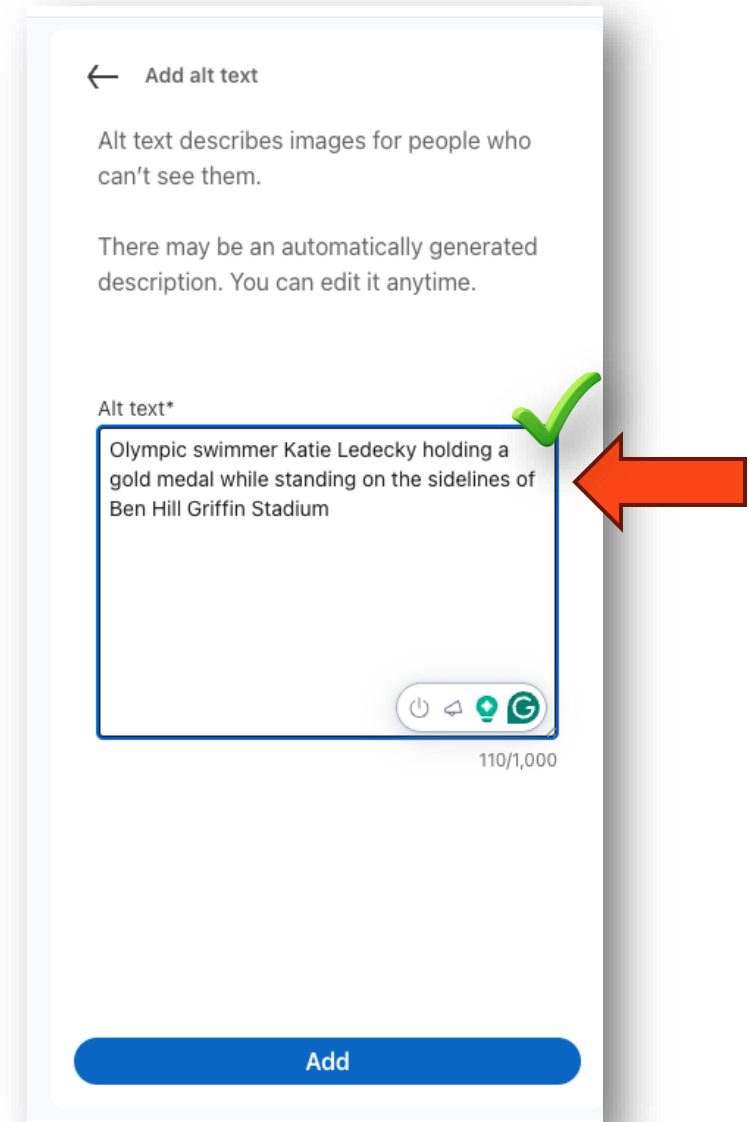 Add alt text
Alt text describes images for people who
can't see them.
There may be an automatically generated
description. You can edit it anytime.
Alt text*
Olympic swimmer Katie Ledecky holding a
gold medal while standing on the sidelines of
Ben Hill Griffin Stadium
110/1,000
Add